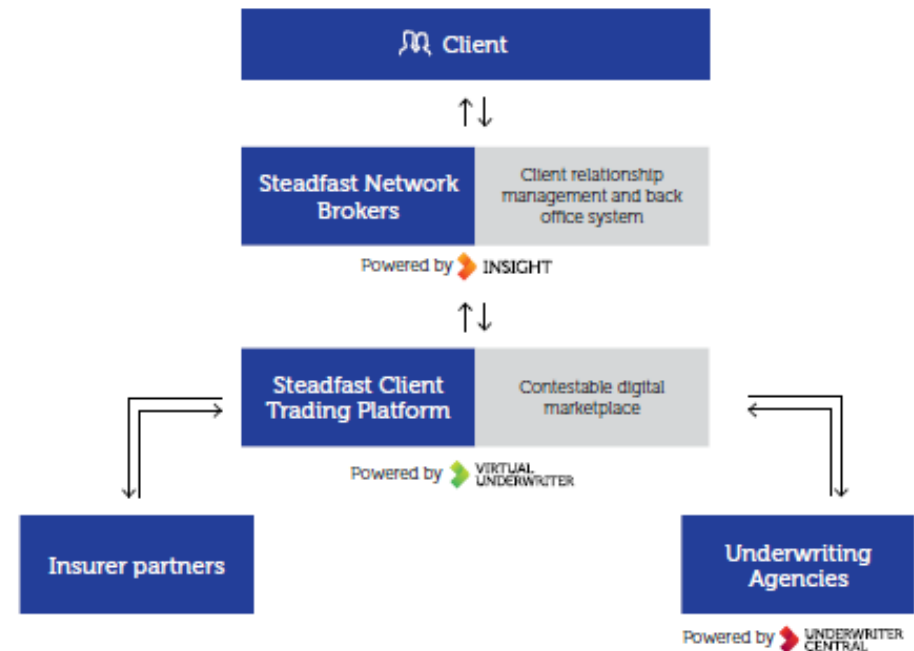 Client
Steadfast Network
Brokers
Client relationship
management and back
office system
Powered by INSIGHT
Steadfast Client
Trading Platform
Contestable digital
marketplace
Powered by VIRTUAL
UNDERWRITER
Insurer partners
Underwriting
Agencies
Powered by UNDERWRITER
CENTRAL